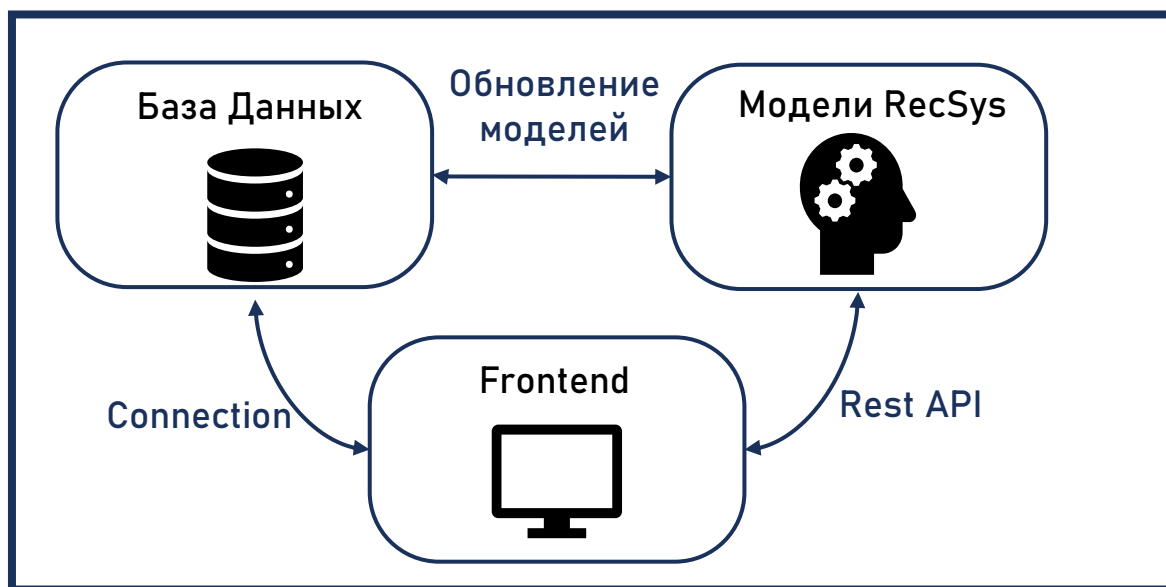 База Данных
Обновление
моделей
Модели RecSys
Frontend
Connection
Rest API